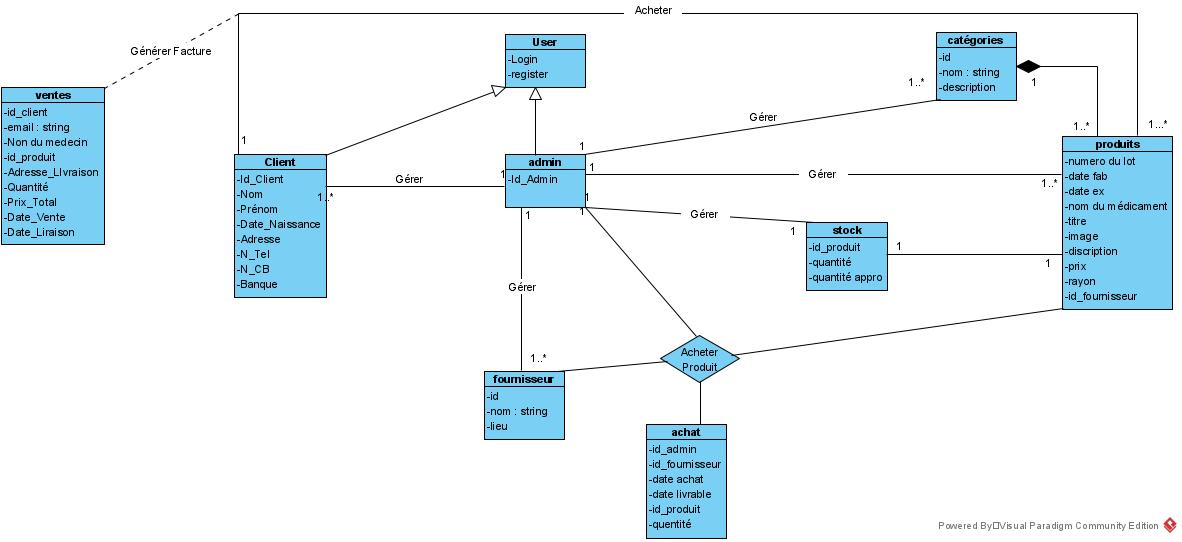 Acheter
Générer Facture
User
-Login
-register
catégories
-id
-nom : string
-description
1..*
1
1..*
1...*
ventes
-id_client
-email : string
-Non du medecin
-id_produit
-Adresse_LIvraison
-Quantité
-Prix_Total
-Date_Vente
-Date_Liraison
1
Client
-Id_Client
-Nom
-Prénom
-Date_Naissance
-Adresse
-N_Tel
-N_CB
-Banque
1..*
Gérer
1
admin
-Id_Admin
1
Gérer
1
Gérer
1..*
produits
-numero du lot
-date fab
-date ex
-nom du médicament
-titre
-image
-discription
-prix
-rayon
-id_fournisseur
1
1
1
Gérer
1
stock
-id_produit
-quantité
-quantité appro
1
1
Gérer
1..*
fournisseur
-id
-nom : string
-lieu
Acheter
Produit
achat
-id_admin
-id_fournisseur
-date achat
-date livrable
-id_produit
-quentité
Powered By Visual Paradigm Community Edition